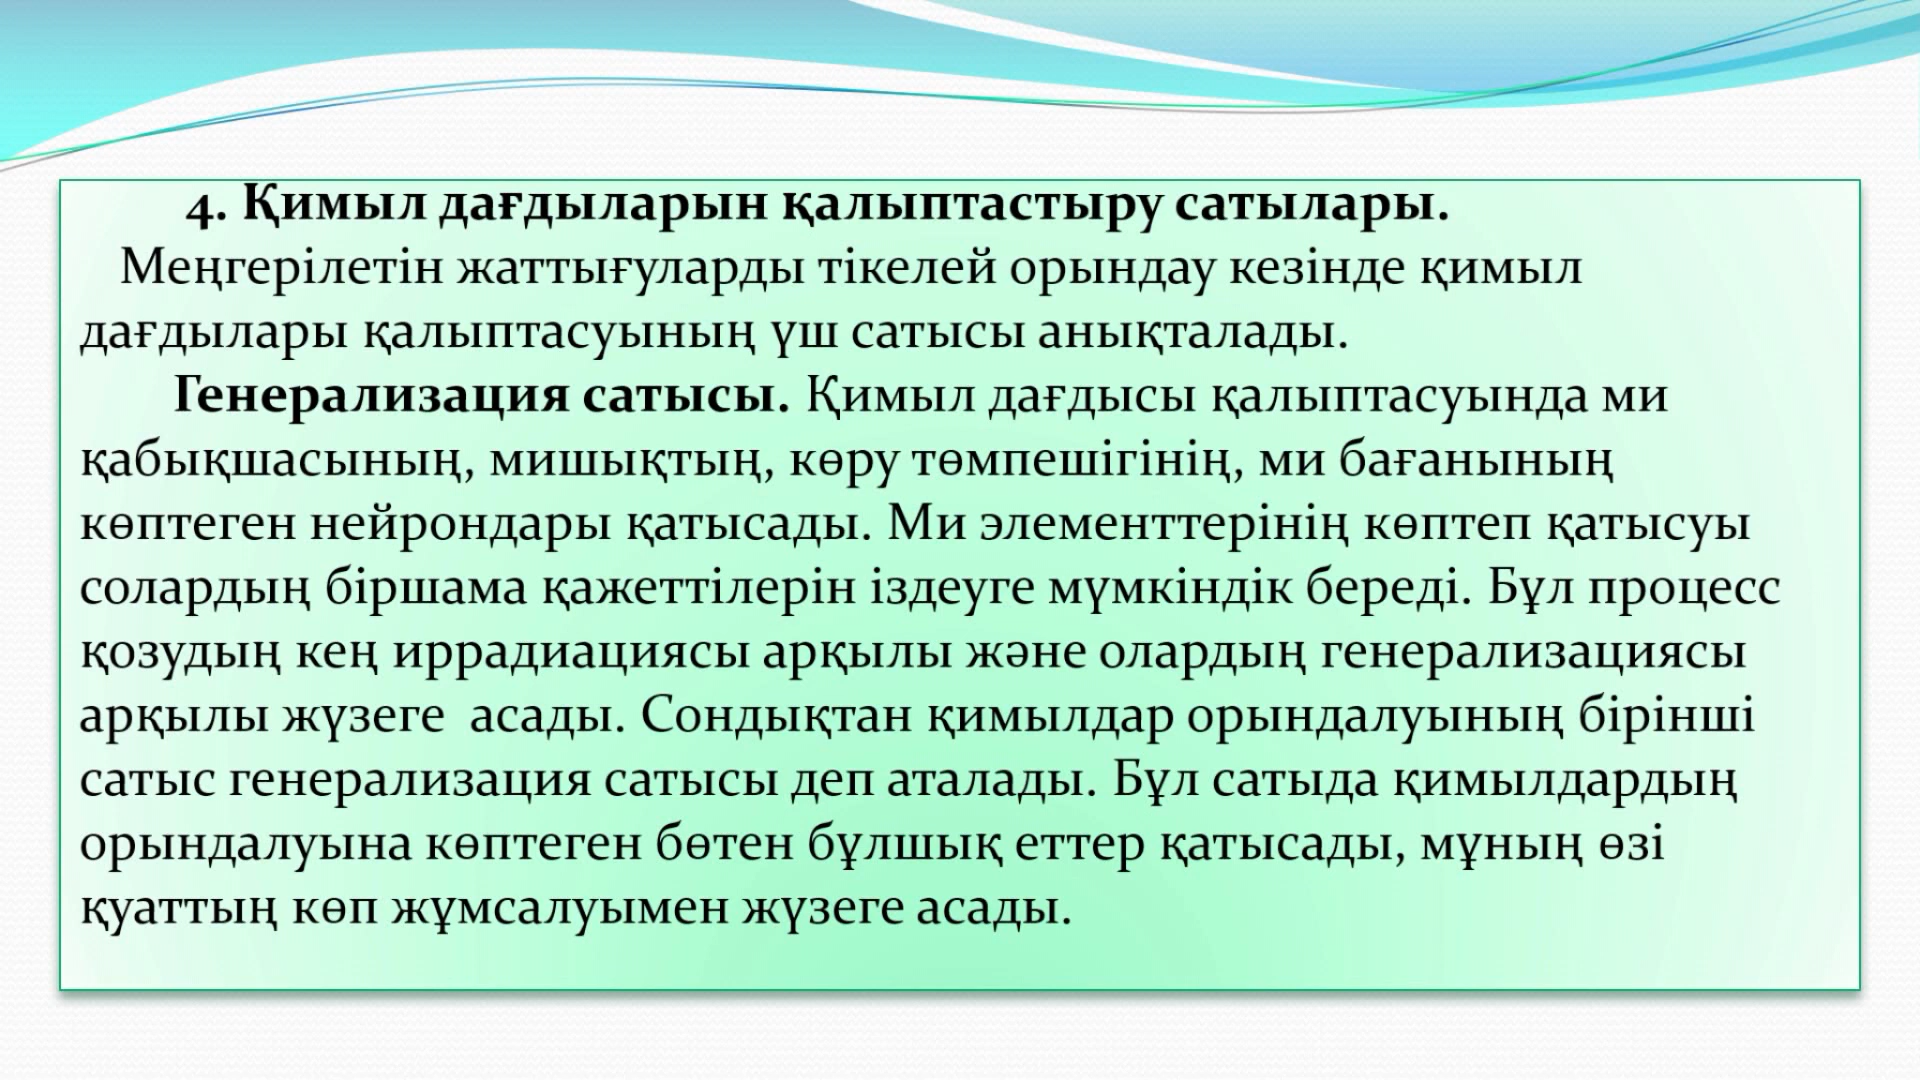 4. Қимыл дағдыларын қалыптастыру сатылары.
Меңгерілетін жаттығуларды тікелей орындау кезінде қимыл
дағдылары қалыптасуының үш сатысы анықталады.
Генерализация сатысы. Қимыл дағдысы қалыптасуында ми
қабықшасының, мишықтың, көру төмпешігінің, ми бағанының
көптеген нейрондары қатысады. Ми элементтерінің көптеп қатысуы
солардың біршама қажеттілерін іздеуге мүмкіндік береді. Бұл процесс
қозудың кең иррадиациясы арқылы және олардың генерализациясы
арқылы жүзеге  асады. Сондықтан қимылдар орындалуының бірінші
сатыс генерализация сатысы деп аталады. Бұл сатыда қимылдардың
орындалуына көптеген бөтен бұлшық еттер қатысады, мұның өзі
қуаттың көп жұмсалуымен жүзеге асады.